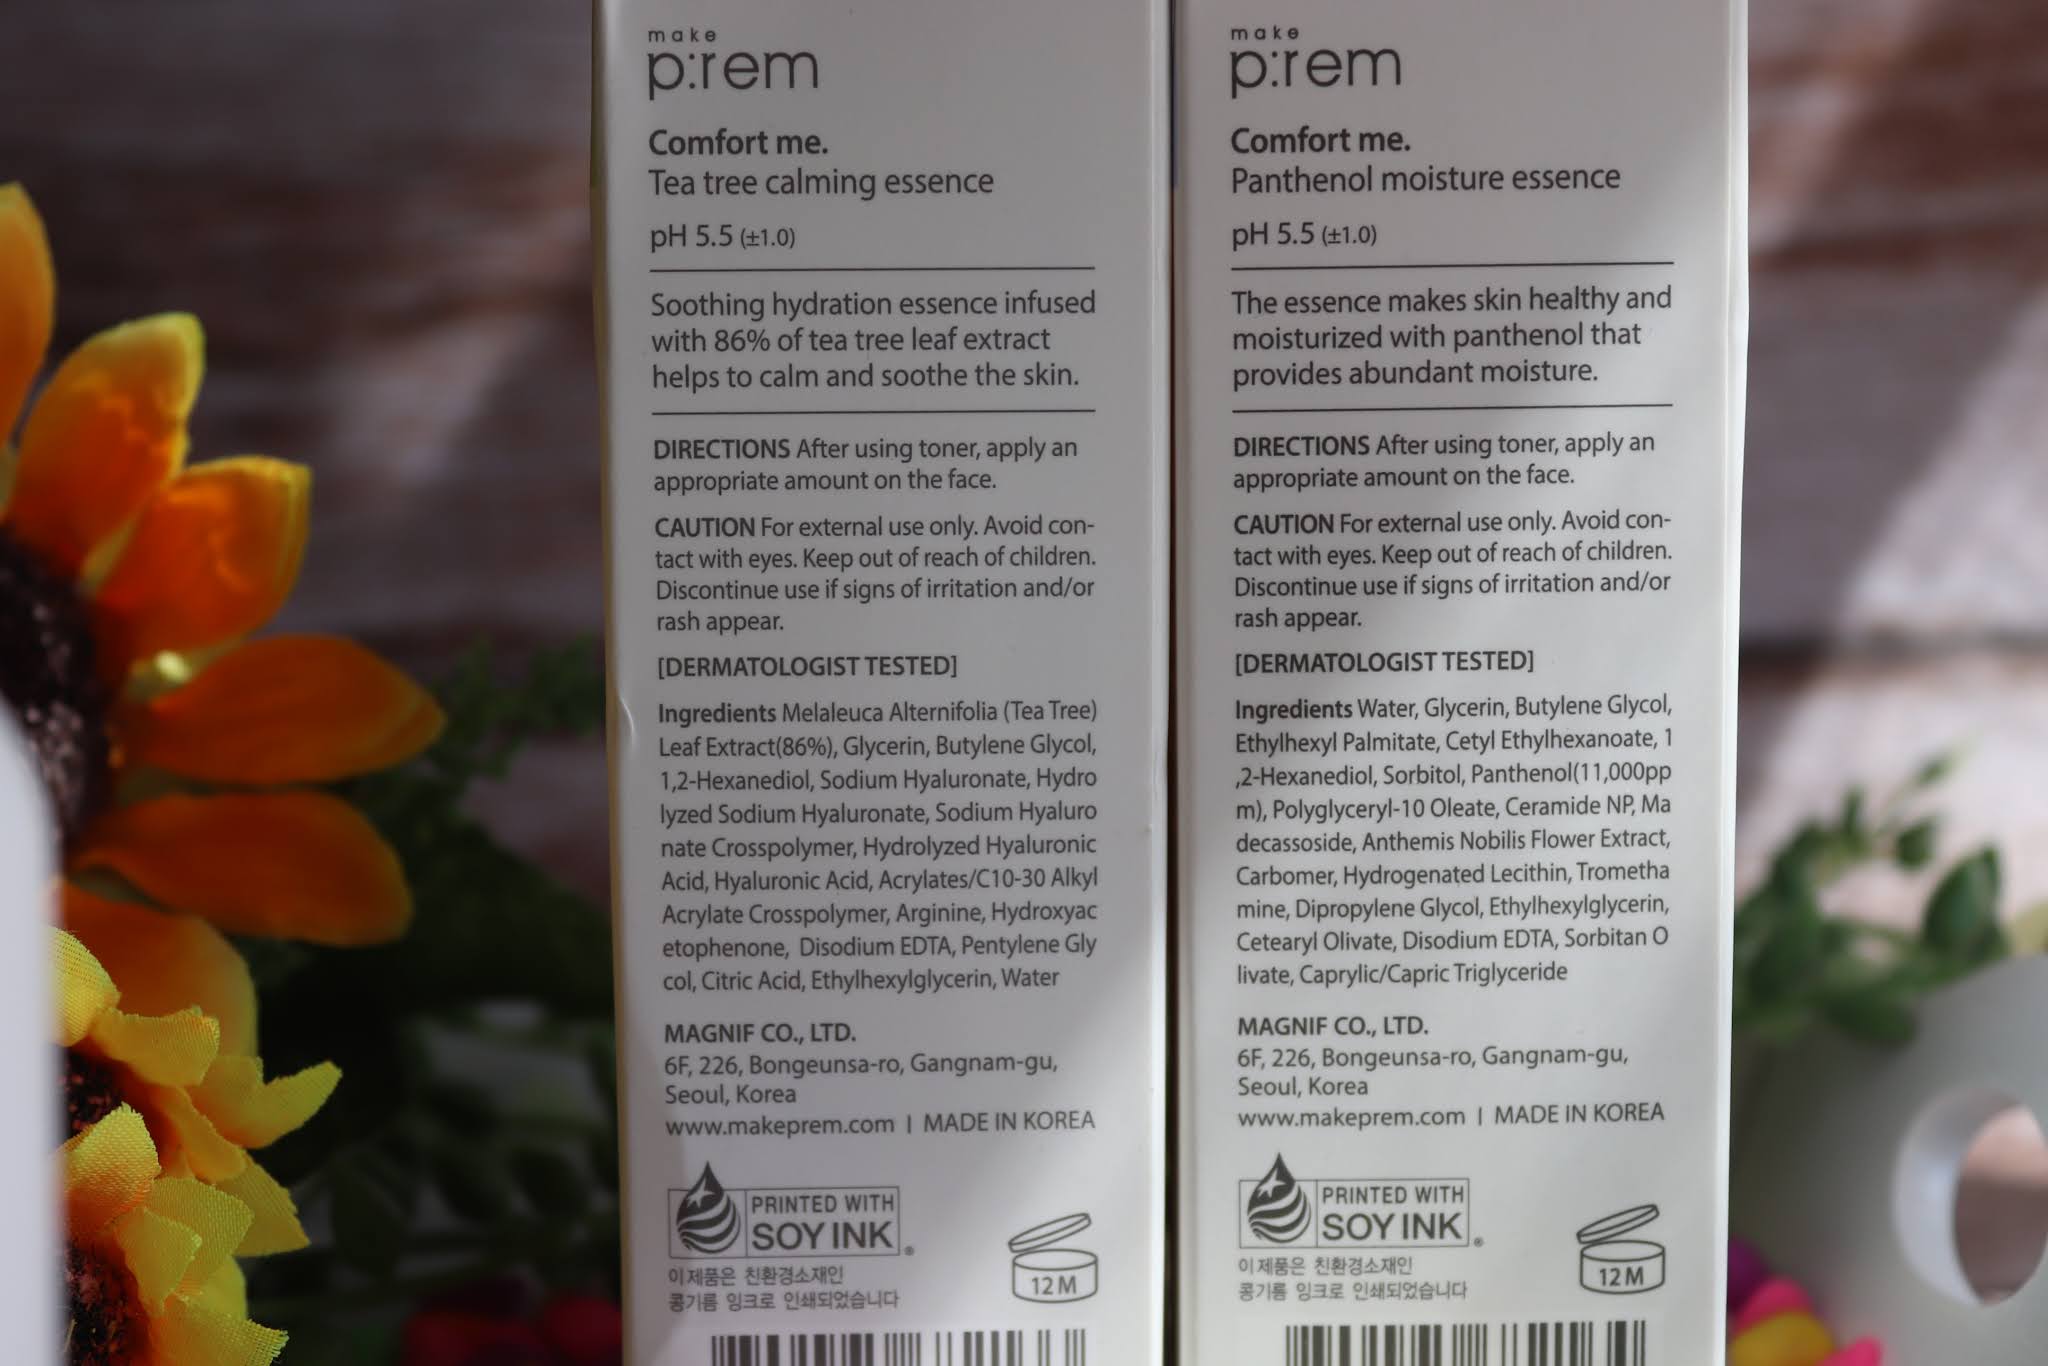 make
p:rem
Comfort me.
Tea tree calming essence
pH 5.5 (±1.0)
Soothing hydration essence infused
with 86% of tea tree leaf extract
helps to calm and soothe the skin.
DIRECTIONS After using toner, apply an
appropriate amount on the face.
CAUTION For external use only. Avoid con-
tact with eyes. Keep out of reach of children.
Discontinue use if signs of irritation and/or
rash appear.
[DERMATOLOGIST TESTED]
Ingredients Melaleuca Alternifolia (Tea Tree)
Leaf Extract(86%), Glycerin, Butylene Glycol,
1,2-Hexanediol, Sodium Hyaluronate, Hydro
lyzed Sodium Hyaluronate, Sodium Hyaluro
nate Crosspolymer, Hydrolyzed Hyaluronic
Acid, Hyaluronic Acid, Acrylates/C10-30 Alkyl
Acrylate Crosspolymer, Arginine, Hydroxyac
etophenone, Disodium EDTA, Pentylene Gly
col, Citric Acid, Ethylhexylglycerin, Water
MAGNIF CO., LTD.
6F, 226, Bongeunsa-ro, Gangnam-gu,
Seoul, Korea
www.makeprem.com | MADE IN KOREA
PRINTED WITH
SOY INK ®
이 제품은 친환경소재인
콩기름 잉크로 인쇄되었습니다
12M
make
p:rem
Comfort me.
Panthenol moisture essence
pH 5.5 (±1.0)
The essence makes skin healthy and
moisturized with panthenol that
provides abundant moisture.
DIRECTIONS After using toner, apply an
appropriate amount on the face.
CAUTION For external use only. Avoid con-
tact with eyes. Keep out of reach of children.
Discontinue use if signs of irritation and/or
rash appear.
[DERMATOLOGIST TESTED]
Ingredients Water, Glycerin, Butylene Glycol,
Ethylhexyl Palmitate, Cetyl Ethylhexanoate, 1
,2-Hexanediol, Sorbitol, Panthenol(11,000pp
m), Polyglyceryl-10 Oleate, Ceramide NP, Ma
decassoside, Anthemis Nobilis Flower Extract,
Carbomer, Hydrogenated Lecithin, Trometha
mine, Dipropylene Glycol, Ethylhexylglycerin,
Cetearyl Olivate, Disodium EDTA, Sorbitan O
livate, Caprylic/Capric Triglyceride
MAGNIF CO., LTD.
6F, 226, Bongeunsa-ro, Gangnam-gu,
Seoul, Korea
www.makeprem.com | MADE IN KOREA
PRINTED WITH
SOY INK ®
이 제품은 친환경소재인
콩기름 잉크로 인쇄되었습니다
12M